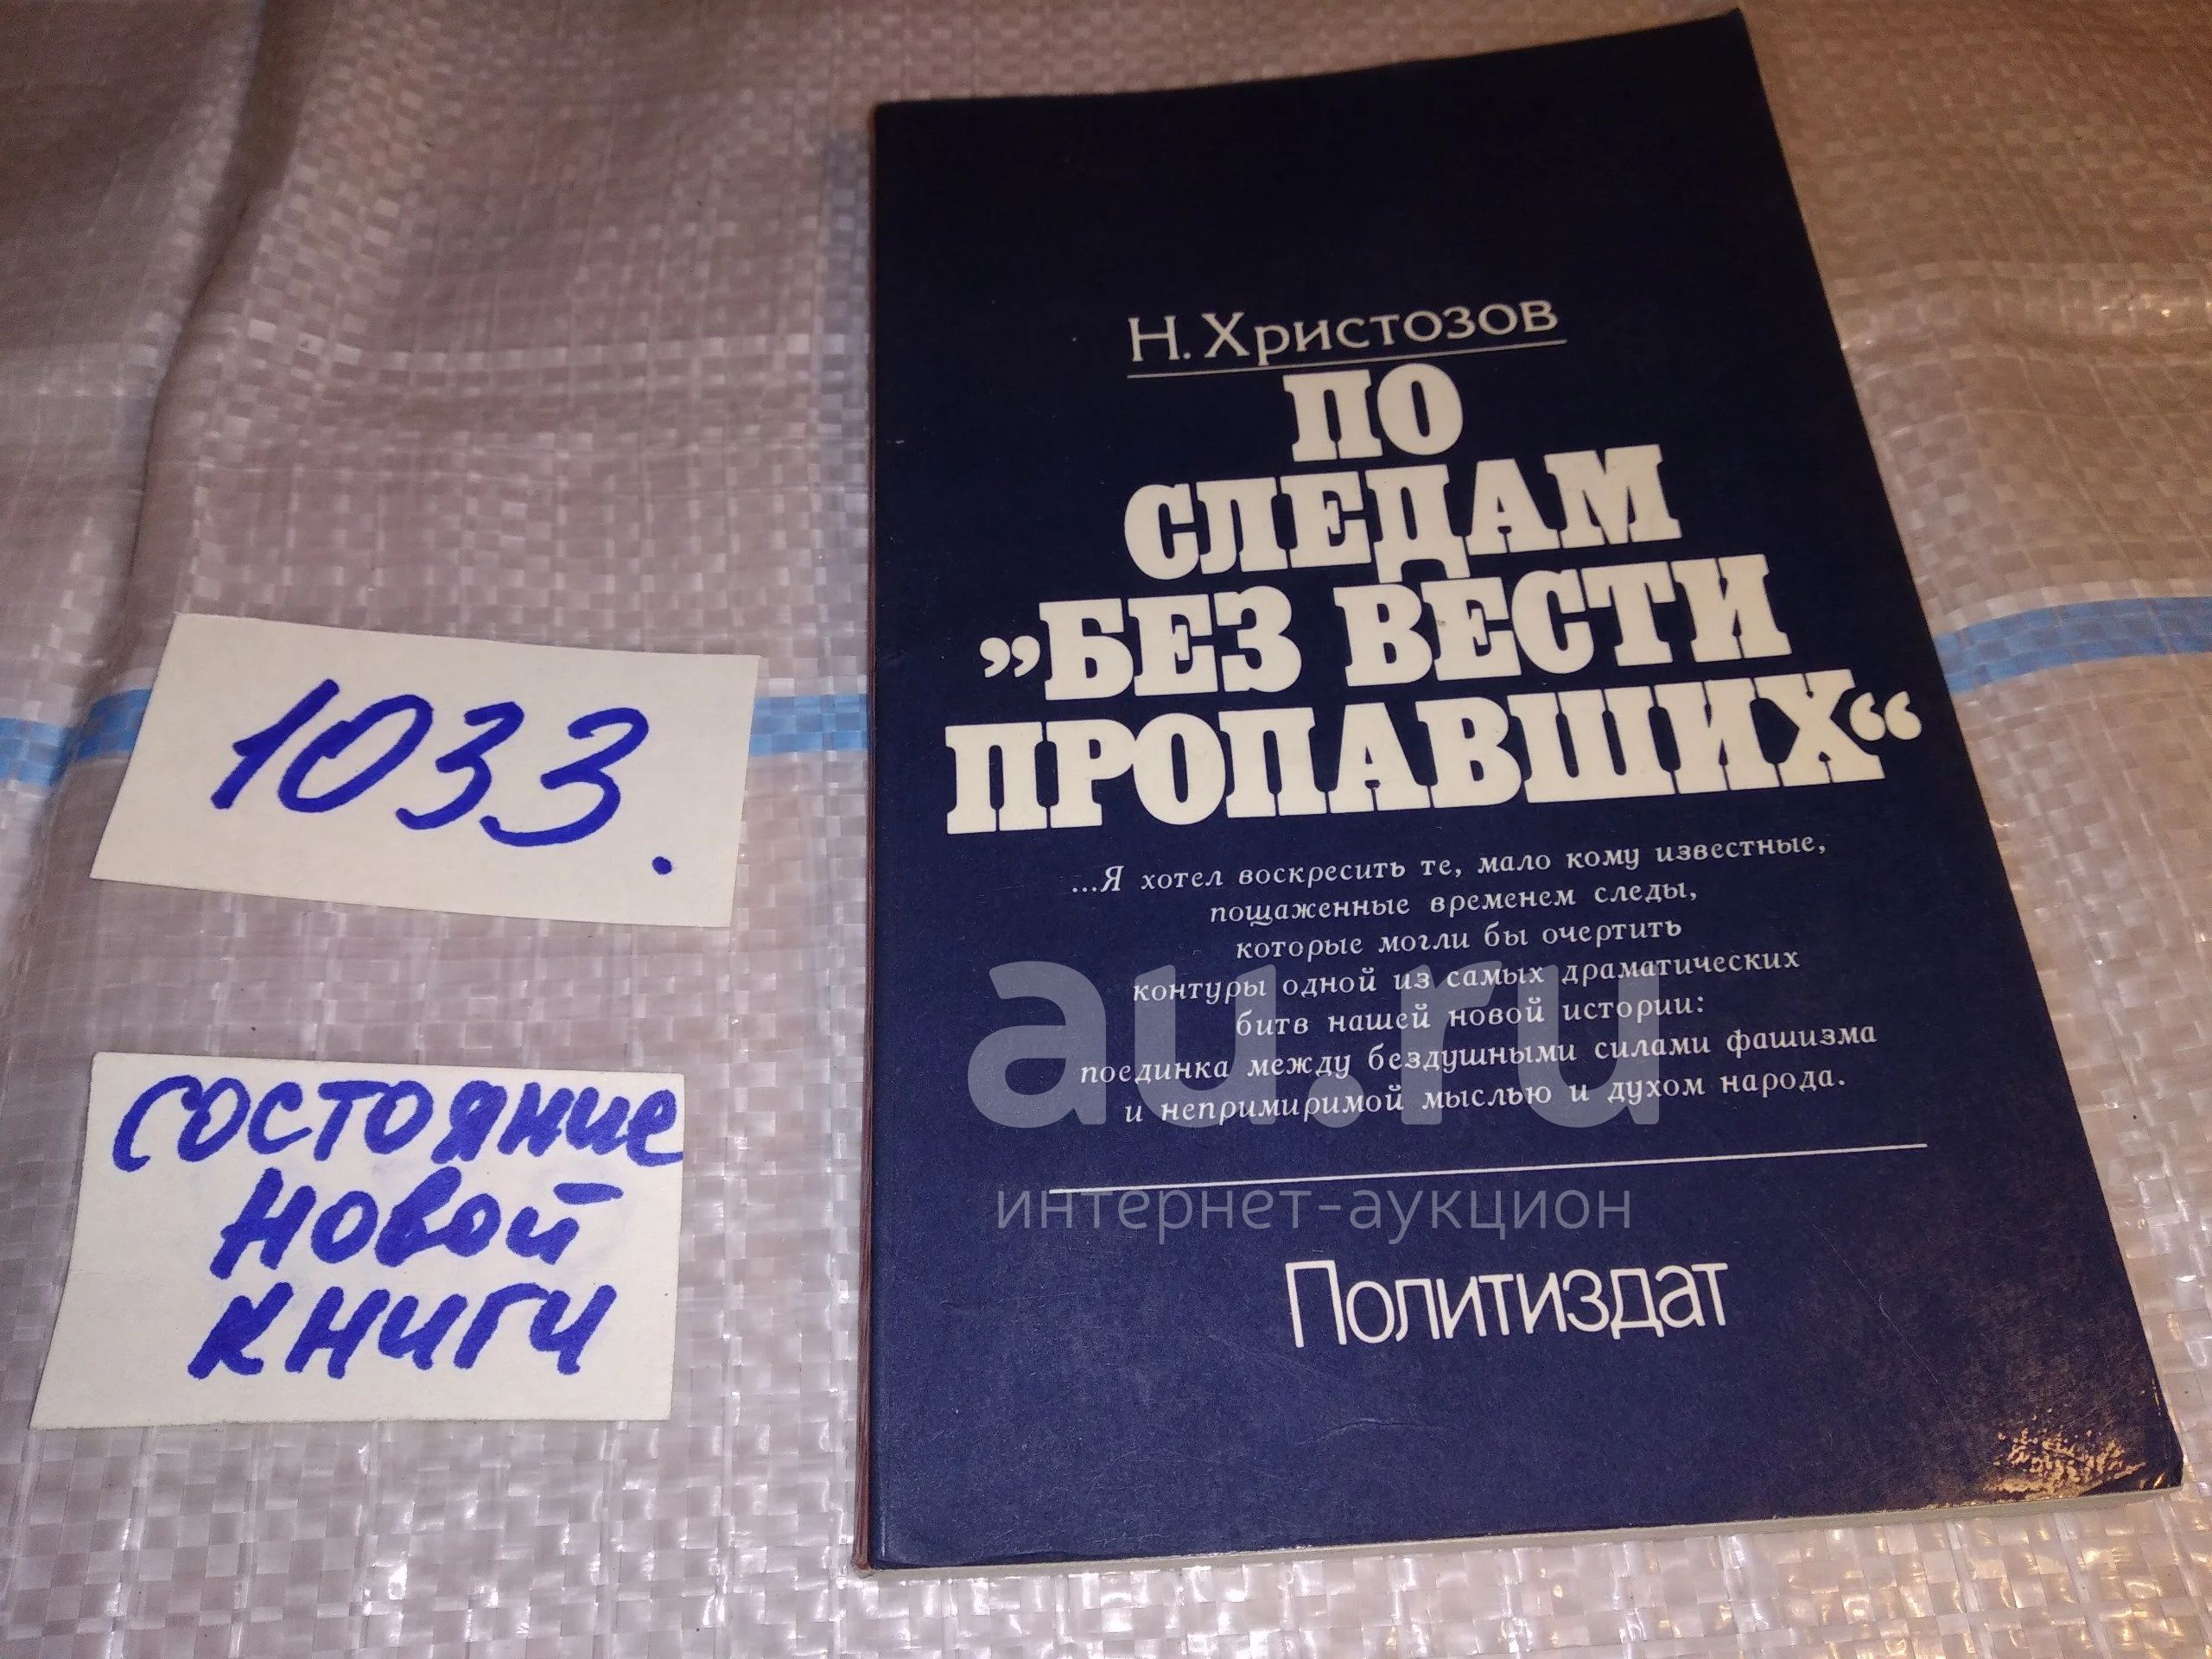 Н. Христозов
ПО
СЛЕДАМ
„БЕЗ ВЕСТИ
ПРОПАВШИХ“
...Я хотел воскресить те, мало кому известные,
пощаженные временем следы,
которые могли бы очертить
контуры одной из самых драматических
битв нашей новой истории:
поединка между бездушными силами фашизма
и непримиримой мыслью и духом народа.
Политиздат
1033.
состояние
новой
книги
au.ru
интернет-аукцион